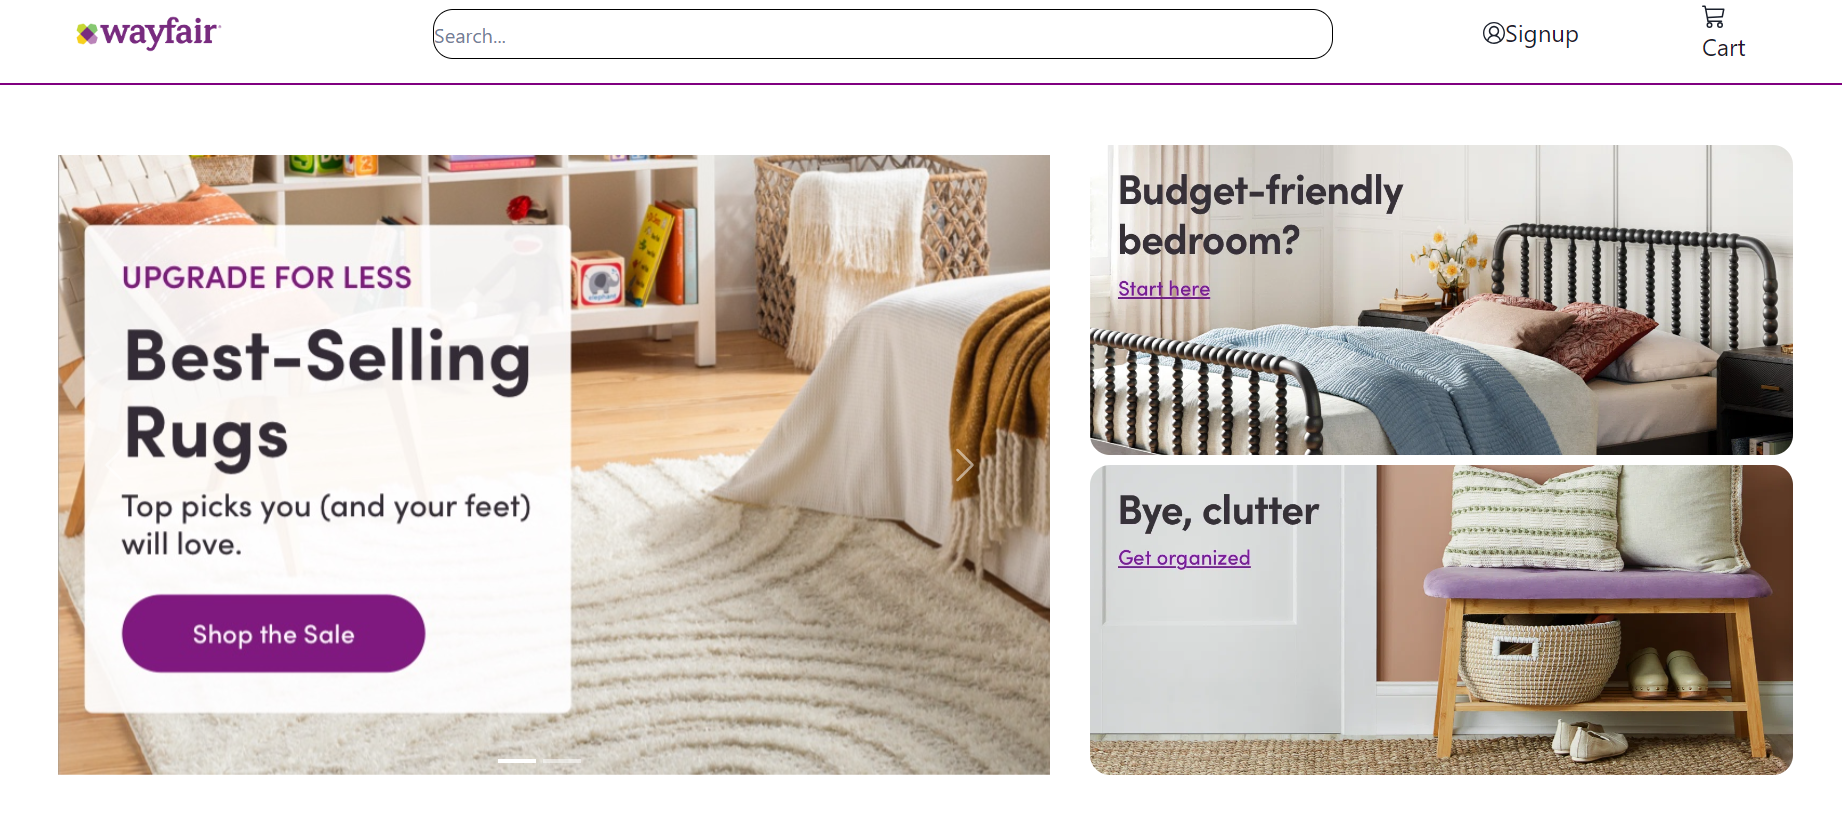 wayfair
Search...
Signup
Cart
UPGRADE FOR LESS
Best-Selling
Rugs
Top picks you (and your feet)
will love.
Shop the Sale
elephant
Budget-friendly
bedroom?
Start here
Bye, clutter
Get organized